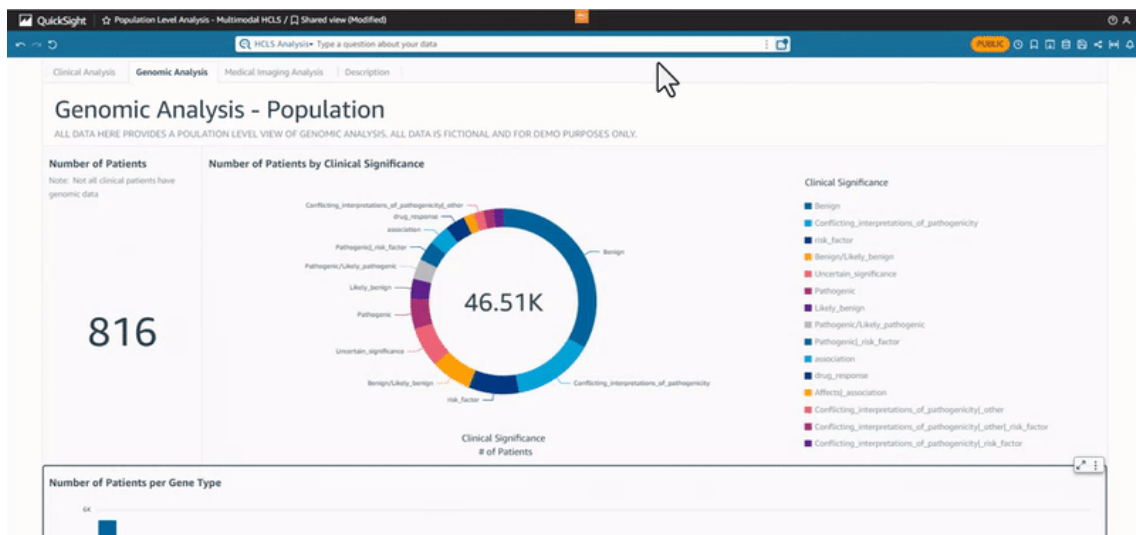 QuickSight
Population Level Analysis - Multimodal HCLS / Shared view (Modified)
HCLS Analysis Type a question about your data
PUBLIC
Clinical Analysis
Genomic Analysis
Medical Imaging Analysis
Description
Genomic Analysis - Population
ALL DATA HERE PROVIDES A POULATION LEVEL VIEW OF GENOMIC ANALYSIS. ALL DATA IS FICTIONAL AND FOR DEMO PURPOSES ONLY.
Number of Patients
Note: Not all clinical patients have
genomic data
816
Number of Patients by Clinical Significance
Conflicting_interpretations_of_pathogenicity|_other
drug_response
association
Pathogenic|_risk_factor
Pathogenic/Likely_pathogenic
Likely_benign
Pathogenic
Uncertain_significance
Benign/Likely_benign
risk_factor
Conflicting_interpretations_of_pathogenicity
Benign
46.51K
Clinical Significance
# of Patients
Clinical Significance
Benign
Conflicting_interpretations_of_pathogenicity
risk_factor
Benign/Likely_benign
Uncertain_significance
Pathogenic
Likely_benign
Pathogenic/Likely_pathogenic
Pathogenic|_risk_factor
association
drug_response
Affects|_association
Conflicting_interpretations_of_pathogenicity|_other
Conflicting_interpretations_of_pathogenicity|_other|_risk_factor
Conflicting_interpretations_of_pathogenicity|_risk_factor
Number of Patients per Gene Type
6K